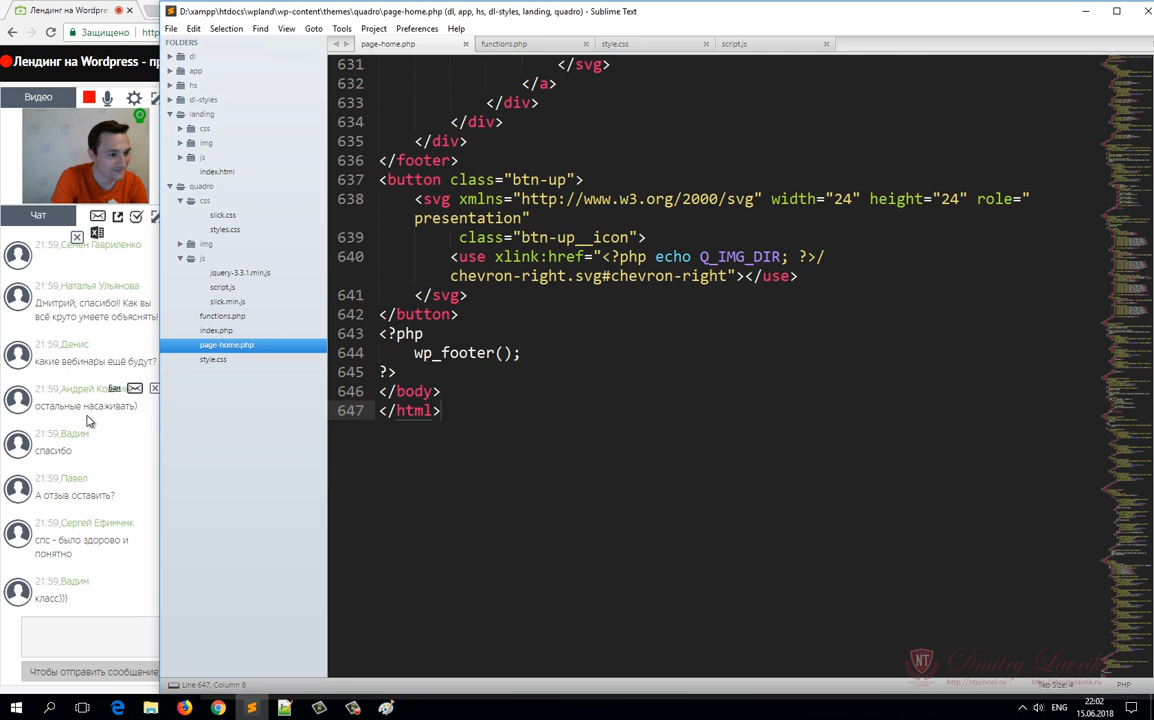 Лендинг на Wordpre
Защищено
http
Лендинг на Wordpress - пр
Видео
Чат
21:59,Семен Гавриленко
21:59,Наталья Ульянова
Дмитрий, спасибо!! Как вы
всё круто умеете объяснять!
21:59,Денис
какие вебинары ещё будут?
21:59,Андрей
Бан
остальные насаживать)
21:59,Вадим
спасибо
21:59,Павел
А отзыв оставить?
21:59,Сергей Ефимчмк
спс - было здорово и
понятно
21:59,Вадим
класс)))
Чтобы отправить сообщение
D:\xampp\htdocs\wpland\wp-content\themes\quadro\page-home.php (dl, app, hs, dl-styles, landing, quadro) - Sublime Text
File Edit Selection Find View Goto Tools Project Preferences Help
FOLDERS
dl
app
hs
dl-styles
landing
css
img
js
index.html
quadro
css
slick.css
styles.css
img
js
jquery-3.3.1.min.js
script.js
slick.min.js
functions.php
index.php
page-home.php
style.css
page-home.php functions.php style.css script.js
631 </svg>
632 </a>
633 </div>
634 </div>
635 </div>
636 </footer>
637 <button class="btn-up">
638 <svg xmlns="http://www.w3.org/2000/svg" width="24" height="24" role="
presentation"
639 class="btn-up__icon">
640 <use xlink:href="<?php echo Q_IMG_DIR; ?>/
chevron-right.svg#chevron-right"></use>
641 </svg>
642 </button>
643 <?php
644 wp_footer();
645 ?>
646 </body>
647 </html>
NT
Dmitry Lavrik
Line 647, Column 8
Tab Size: 4
PHP
ENG
22:02
15.06.2018